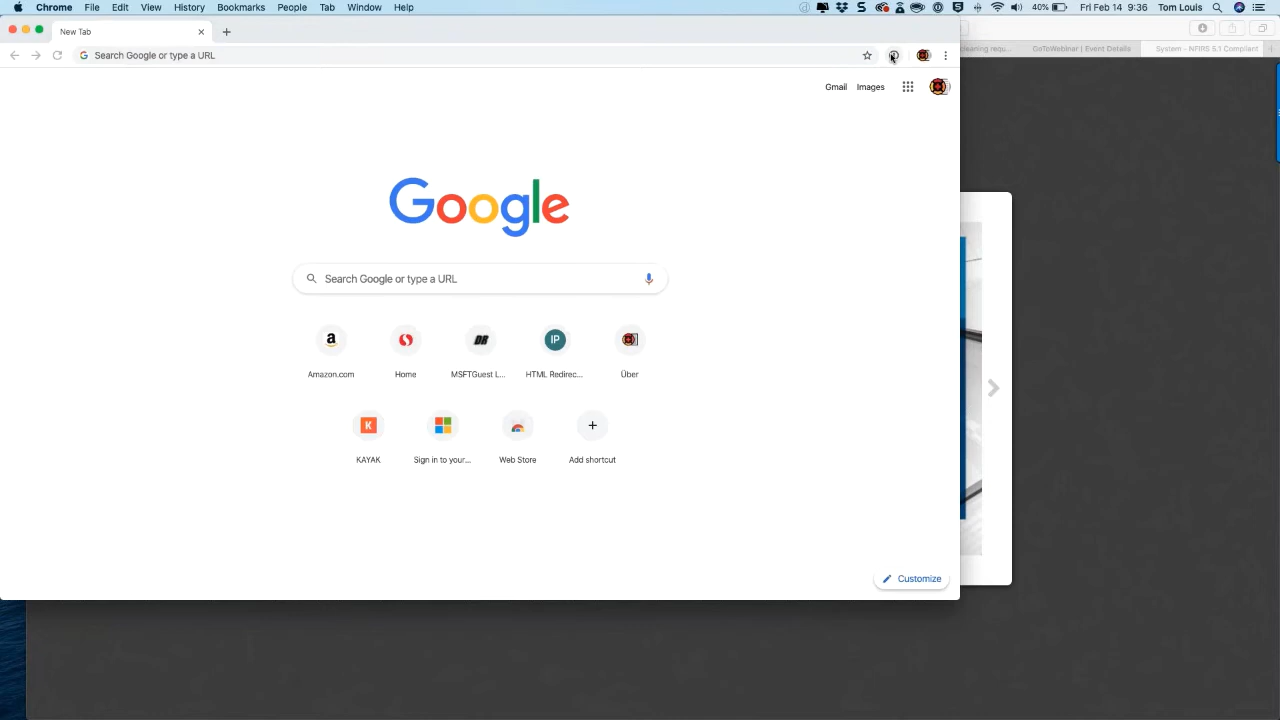 Chrome File Edit View History Bookmarks People Tab Window Help 40% Fri Feb 14 9:36 Tom Louis
New Tab
Search Google or type a URL
GoToWebinar | Event Details
System – NFIRS 5.1 Compliant
Gmail Images
Google
Search Google or type a URL
Amazon.com Home MSFTGuest L... HTML Redirec... Über
KAYAK Sign in to your... Web Store Add shortcut
Customize